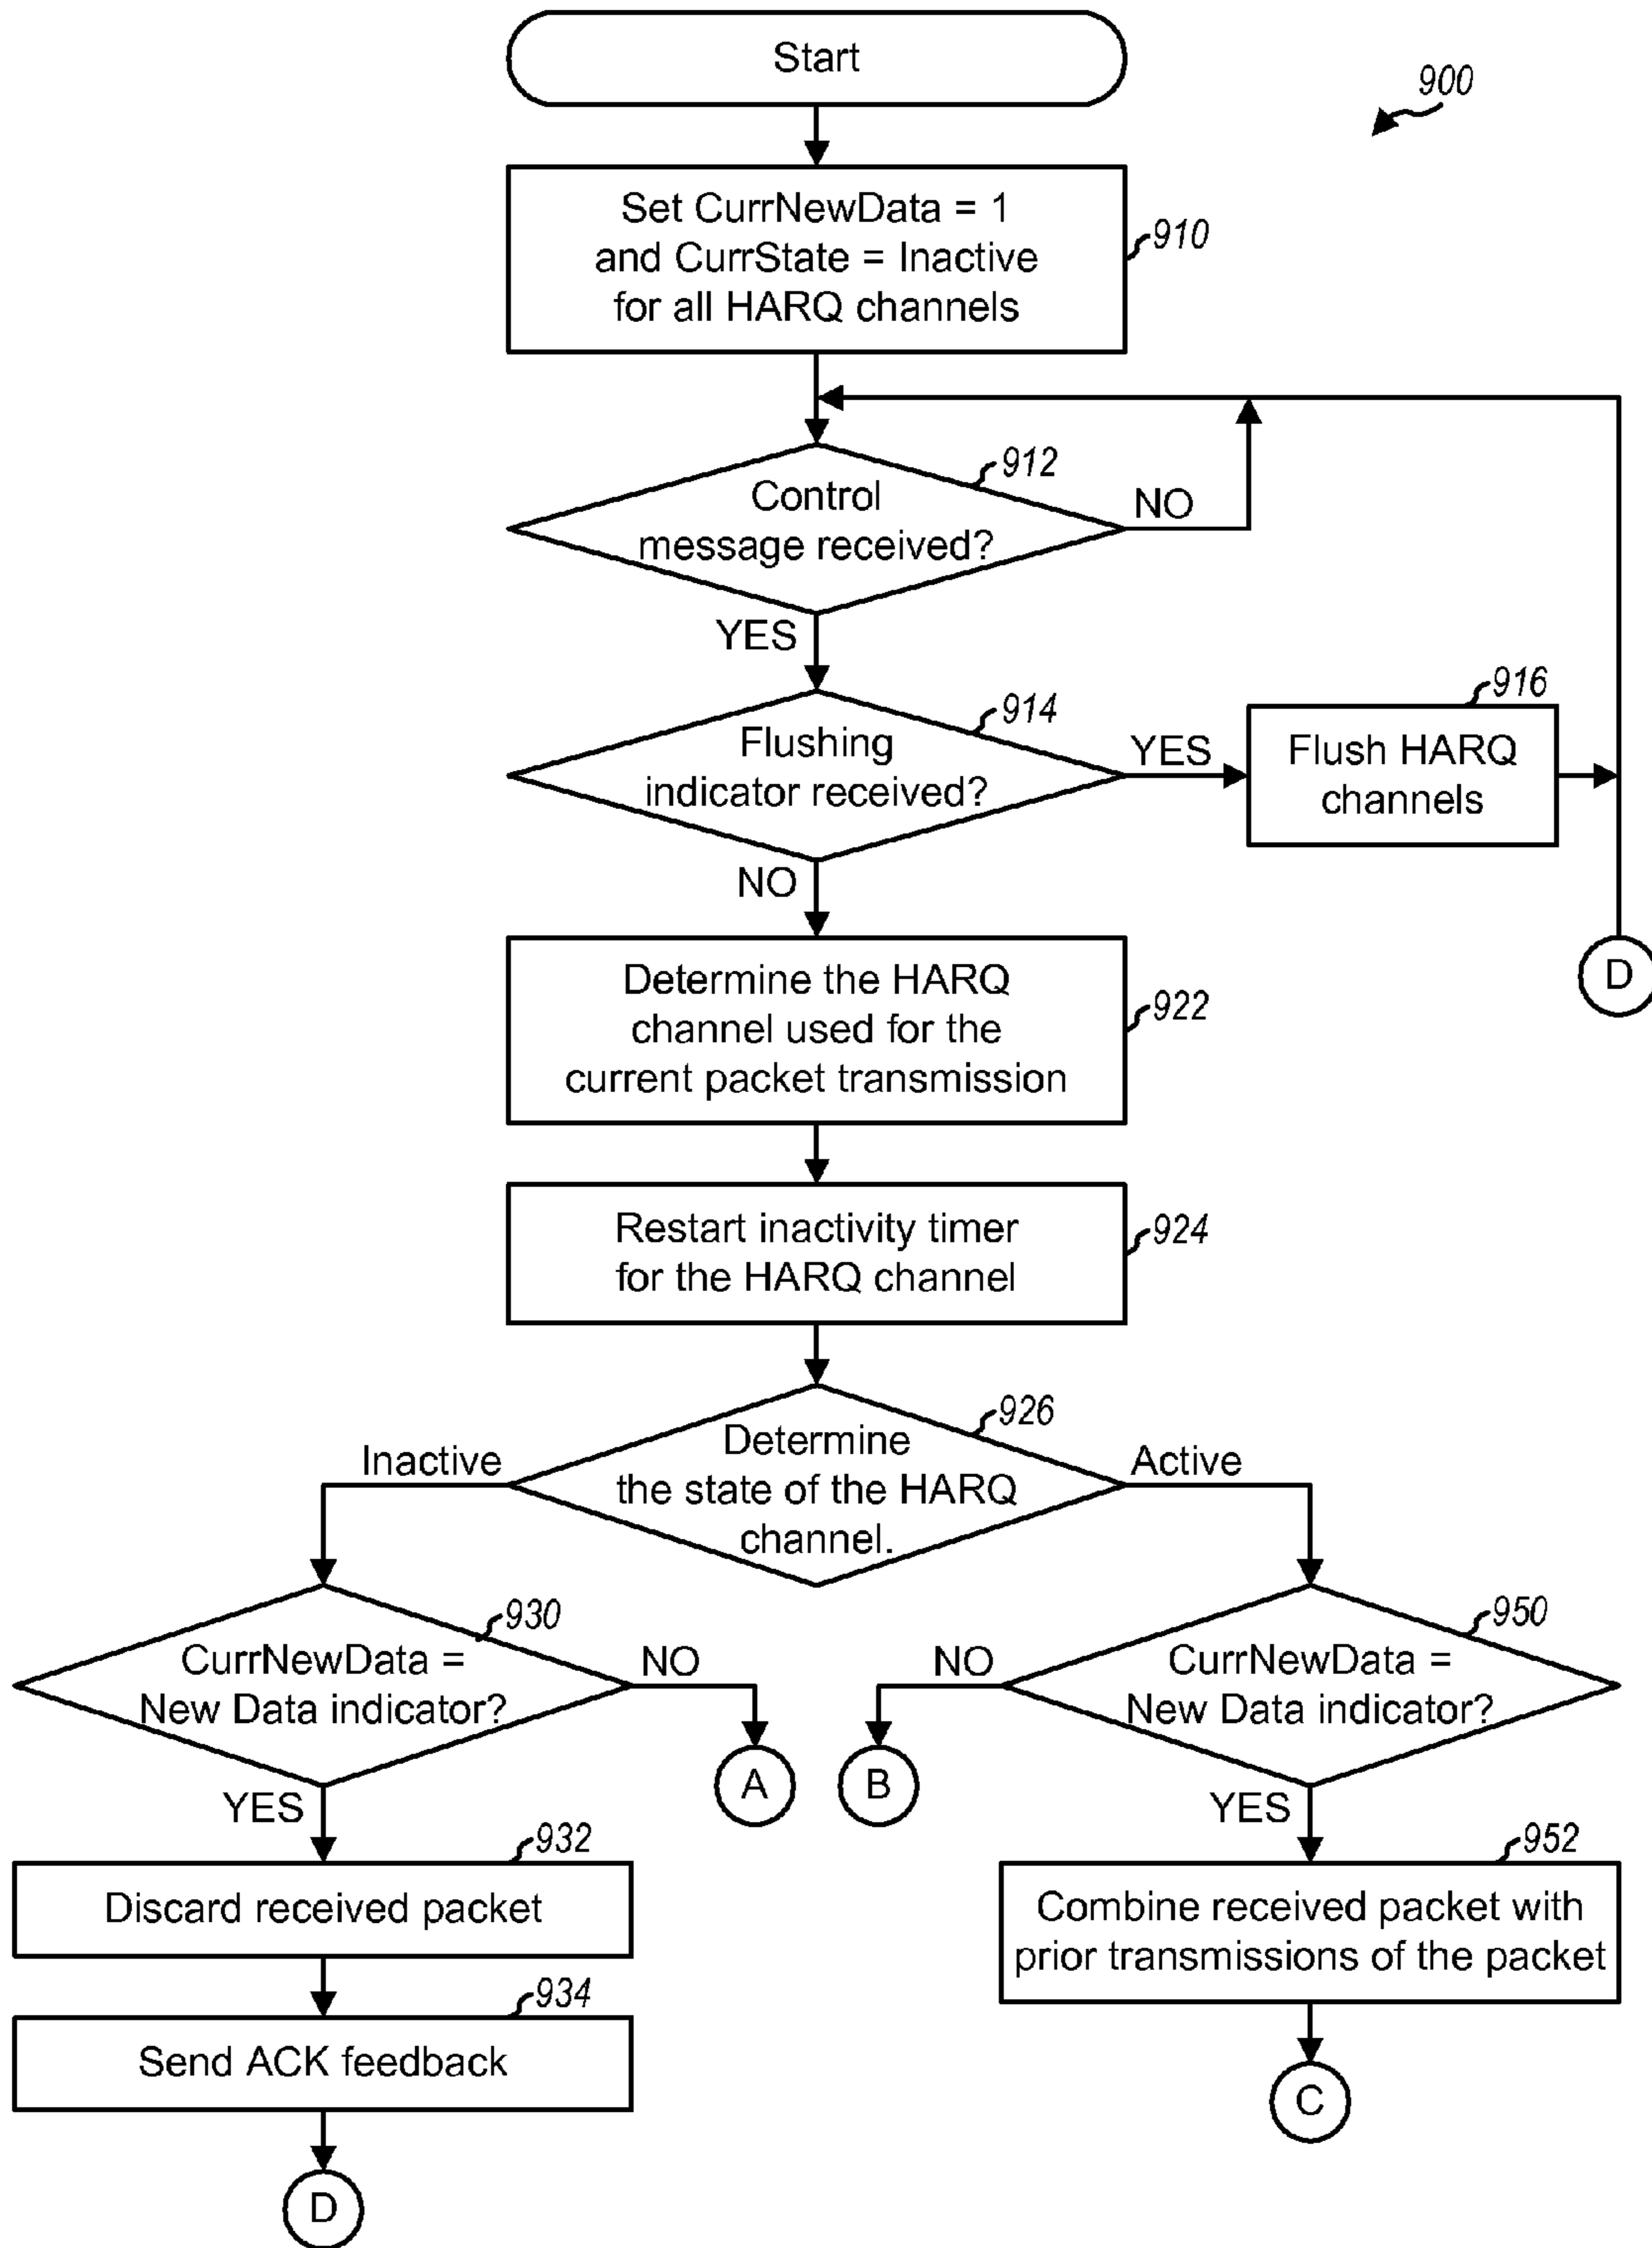 Start
900
Set CurrNewData = 1
and CurrState = Inactive
for all HARQ channels
910
912
Control
message received?
NO
YES
914
Flushing
indicator received?
YES
916
Flush HARQ
channels
NO
D
Determine the HARQ
channel used for the
current packet transmission
922
Restart inactivity timer
for the HARQ channel
924
926
Determine
the state of the HARQ
channel.
Inactive
Active
930
CurrNewData =
New Data indicator?
NO
A
YES
950
CurrNewData =
New Data indicator?
NO
B
YES
932
Discard received packet
934
Send ACK feedback
D
952
Combine received packet with
prior transmissions of the packet
C